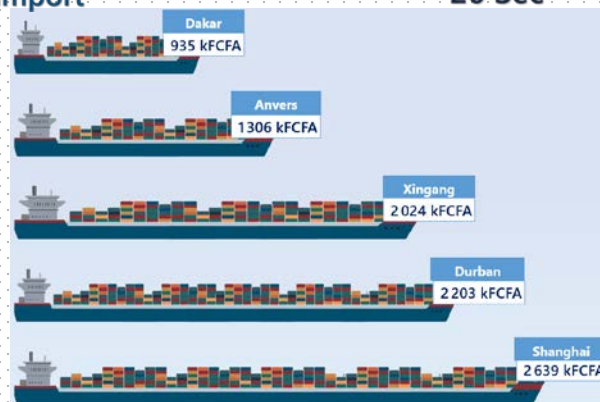 import
20 Sec
Dakar
935 kFCFA
Anvers
1306 kFCFA
Xingang
2 024 kFCFA
Durban
2 203 kFCFA
Shanghai
2 639 kFCFA